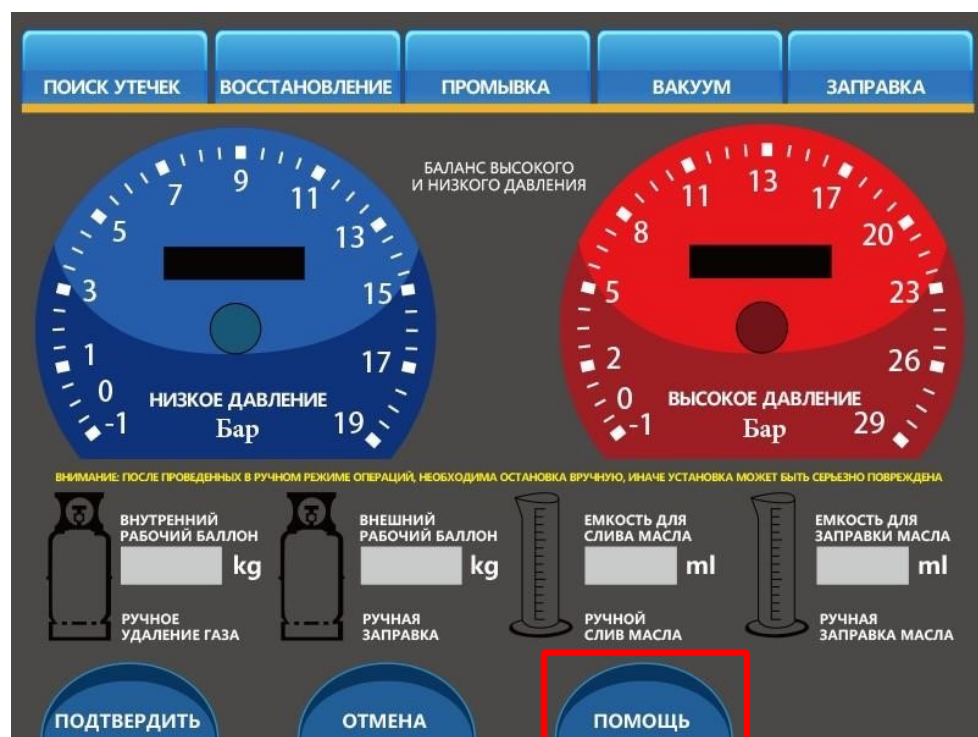 ПОИСК УТЕЧЕК
ВОССТАНОВЛЕНИЕ
ПРОМЫВКА
ВАКУУМ
ЗАПРАВКА
БАЛАНС ВЫСОКОГО
И НИЗКОГО ДАВЛЕНИЯ
-1
0
1
3
5
7
9
11
13
15
17
19
НИЗКОЕ ДАВЛЕНИЕ
Бар
-1
0
2
5
8
11
13
17
20
23
26
29
ВЫСОКОЕ ДАВЛЕНИЕ
Бар
ВНИМАНИЕ: ПОСЛЕ ПРОВЕДЕННЫХ В РУЧНОМ РЕЖИМЕ ОПЕРАЦИЙ, НЕОБХОДИМА ОСТАНОВКА ВРУЧНУЮ, ИНАЧЕ УСТАНОВКА МОЖЕТ БЫТЬ СЕРЬЕЗНО ПОВРЕЖДЕНА
ВНУТРЕННИЙ
РАБОЧИЙ БАЛЛОН
kg
РУЧНОЕ
УДАЛЕНИЕ ГАЗА
ВНЕШНИЙ
РАБОЧИЙ БАЛЛОН
kg
РУЧНАЯ
ЗАПРАВКА
ЕМКОСТЬ ДЛЯ
СЛИВА МАСЛА
ml
РУЧНОЙ
СЛИВ МАСЛА
ЕМКОСТЬ ДЛЯ
ЗАПРАВКИ МАСЛА
ml
РУЧНАЯ
ЗАПРАВКА МАСЛА
ПОДТВЕРДИТЬ
ОТМЕНА
ПОМОЩЬ